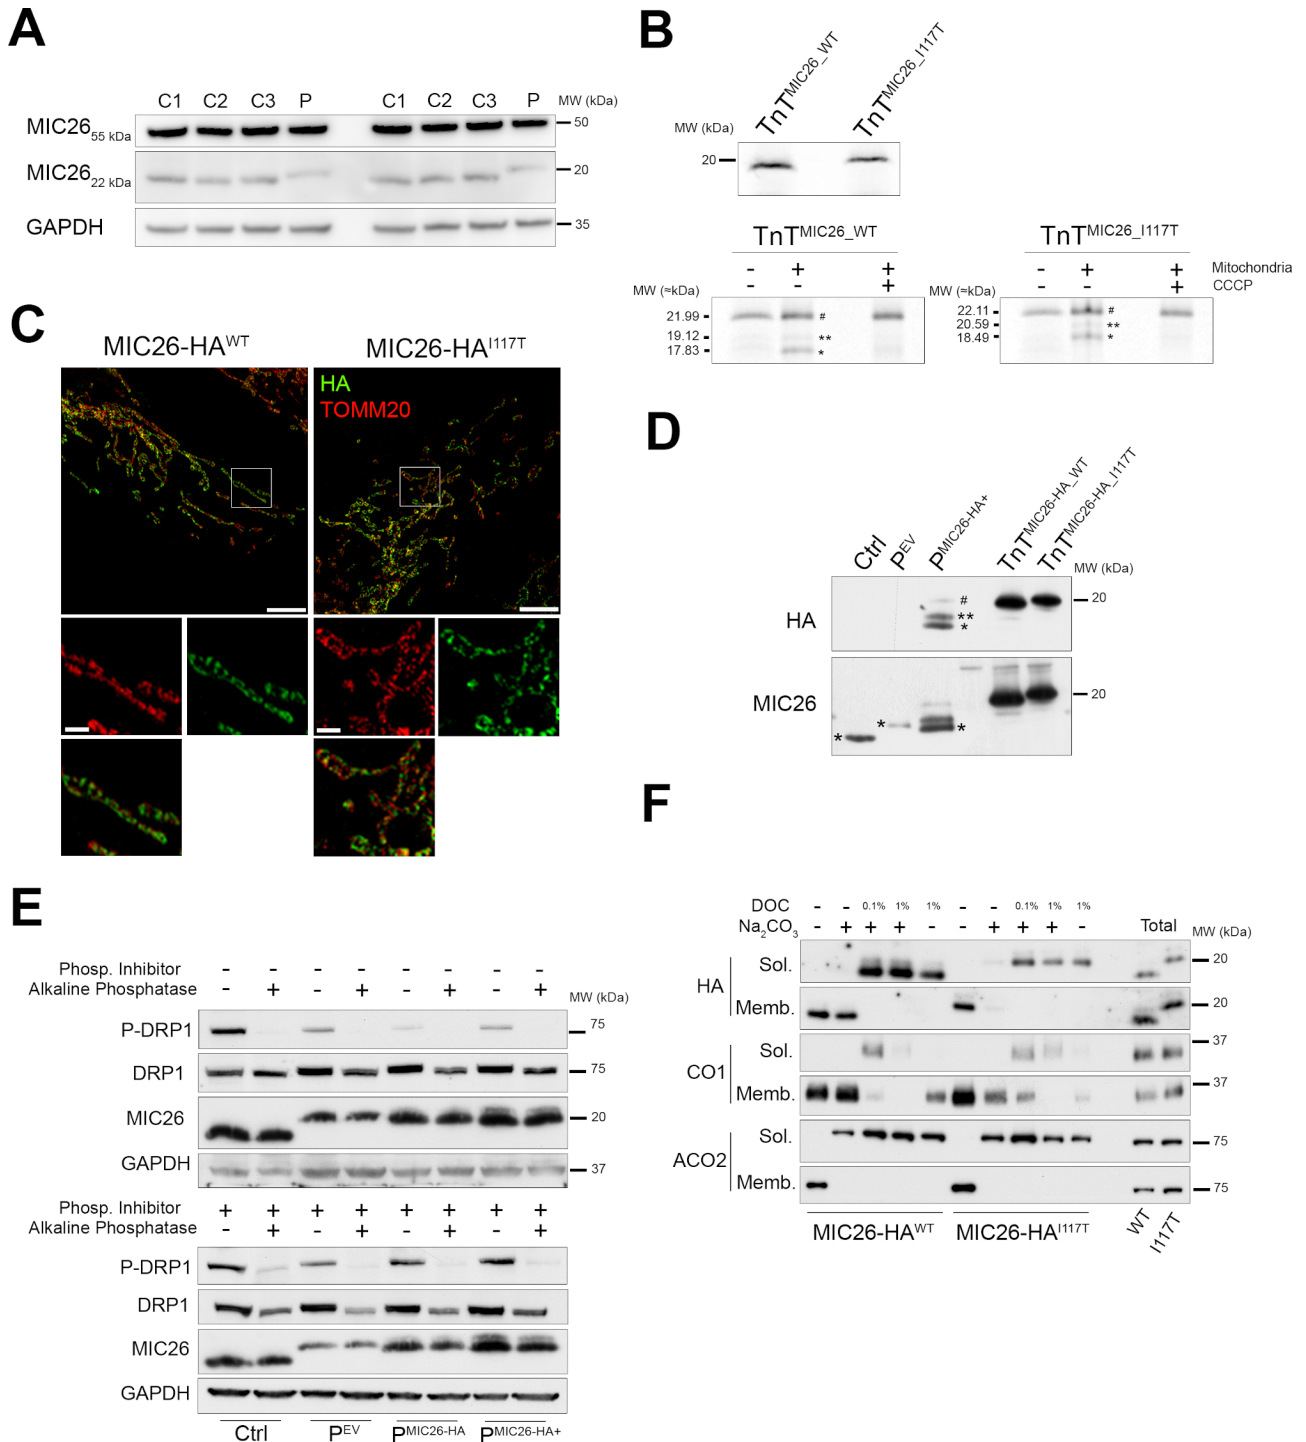 A
C1 C2 C3 P C1 C2 C3 P MW (kDa)
MIC26 55 kDa 50
MIC26 22 kDa 20
GAPDH 35
B
TnT MIC26_WT TnT MIC26_I117T
MW (kDa)
20
TnT MIC26_WT
- + +
- - +
MW (≈kDa)
21.99 #
19.12 **
17.83 *
TnT MIC26_I117T
- + + Mitochondria
- - + CCCP
MW (≈kDa)
22.11 #
20.59 **
18.49 *
C
MIC26-HA WT MIC26-HA I117T
HA
TOMM20
D
Ctrl P EV P MIC26-HA+ TnT MIC26-HA_WT TnT MIC26-HA_I117T
MW (kDa)
HA # ** * 20
MIC26 * * * 20
E
Phosp. Inhibitor - - - - - - - -
Alkaline Phosphatase - + - + - + - +
MW (kDa)
P-DRP1 75
DRP1 75
MIC26 20
GAPDH 37
Phosp. Inhibitor + + + + + + + +
Alkaline Phosphatase - + - + - + - +
P-DRP1
DRP1
MIC26
GAPDH
Ctrl P EV P MIC26-HA P MIC26-HA+
F
DOC - - 0.1% 1% 1% - - 0.1% 1% 1%
Na2CO3 - + + + - - + + + - Total MW (kDa)
HA Sol. 20
Memb. 20
CO1 Sol. 37
Memb. 37
ACO2 Sol. 75
Memb. 75
MIC26-HA WT MIC26-HA I117T WT I117T